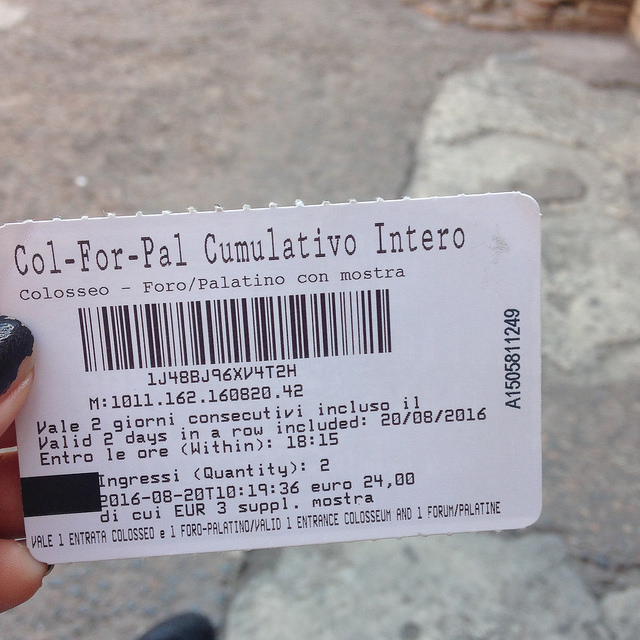 Col-For-Pal Cumulativo Intero
Colosseo - Foro/Palatino con mostra
1J48BJ96XV4T2H
M:1011.162.160820.42
Vale 2 giorni consecutivi incluso il
Valid 2 days in a row included: 20/08/2016
Entro le ore (Within): 18:15
Ingressi (Quantity): 2
2016-08-20T10:19:36 euro 24,00
di cui EUR 3 suppl. mostra
VALE 1 ENTRATA COLOSSEO e 1 FORO-PALATINO/VALID 1 ENTRANCE COLOSSEUM AND 1 FORUM/PALATINE
A1505811249